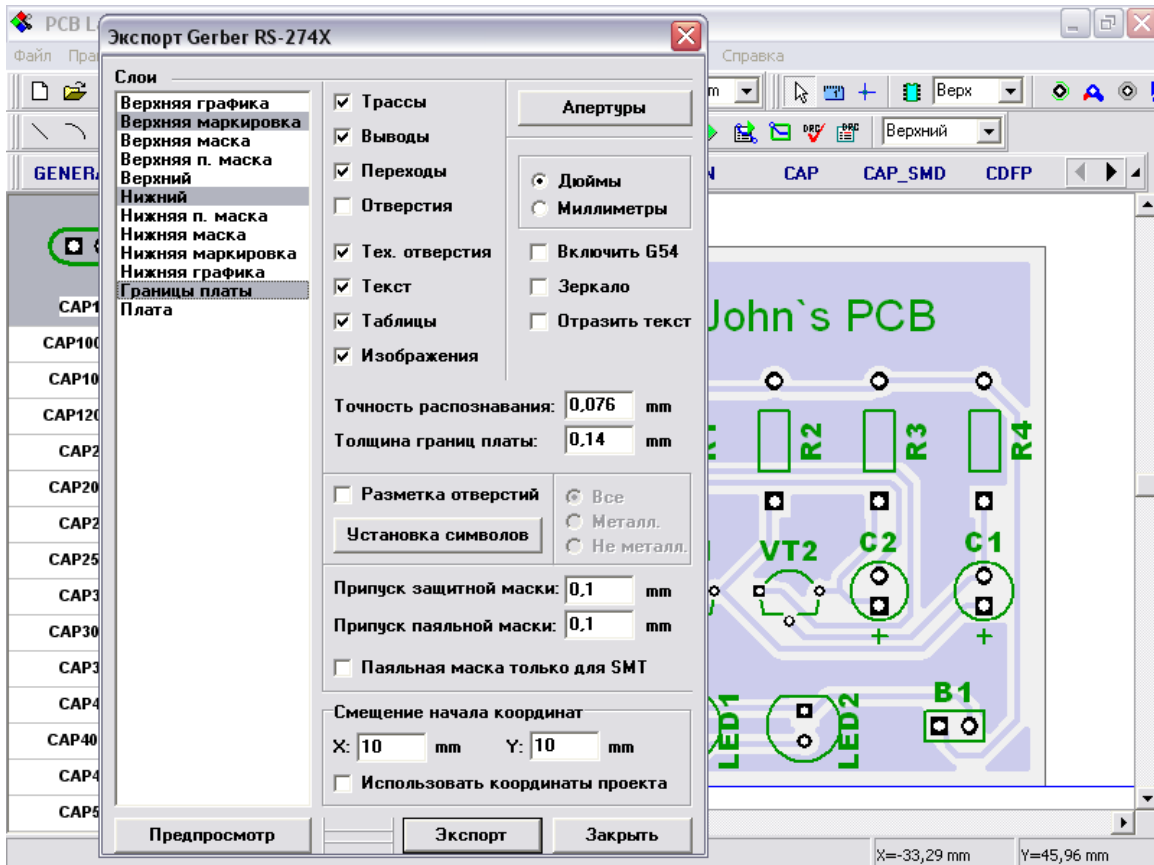 PCB L
Файл Пра
Справка
Экспорт Gerber RS-274X
Слои
Верхняя графика
Верхняя маркировка
Верхняя маска
Верхняя п. маска
Верхний
Нижний
Нижняя п. маска
Нижняя маска
Нижняя маркировка
Нижняя графика
Границы платы
Плата
Трассы
Выводы
Переходы
Отверстия
Тех. отверстия
Текст
Таблицы
Изображения
Апертуры
Дюймы
Миллиметры
Включить G54
Зеркало
Отразить текст
Точность распознавания: 0,076 mm
Толщина границ платы: 0,14 mm
Разметка отверстий
Установка символов
Все
Металл.
Не металл.
Припуск защитной маски: 0,1 mm
Припуск паяльной маски: 0,1 mm
Паяльная маска только для SMT
Смещение начала координат
X: 10 mm Y: 10 mm
Использовать координаты проекта
Предпросмотр
Экспорт
Закрыть
m
Верх
Верхний
GENERA
N CAP CAP_SMD CDFP
CAP1
CAP100
CAP10
CAP120
CAP2
CAP20
CAP2
CAP25
CAP3
CAP30
CAP3
CAP4
CAP40
CAP4
CAP5
John`s PCB
R2 R3 R4
VT2 C2 C1
+ +
LED1 LED2 B1
X=-33,29 mm Y=45,96 mm